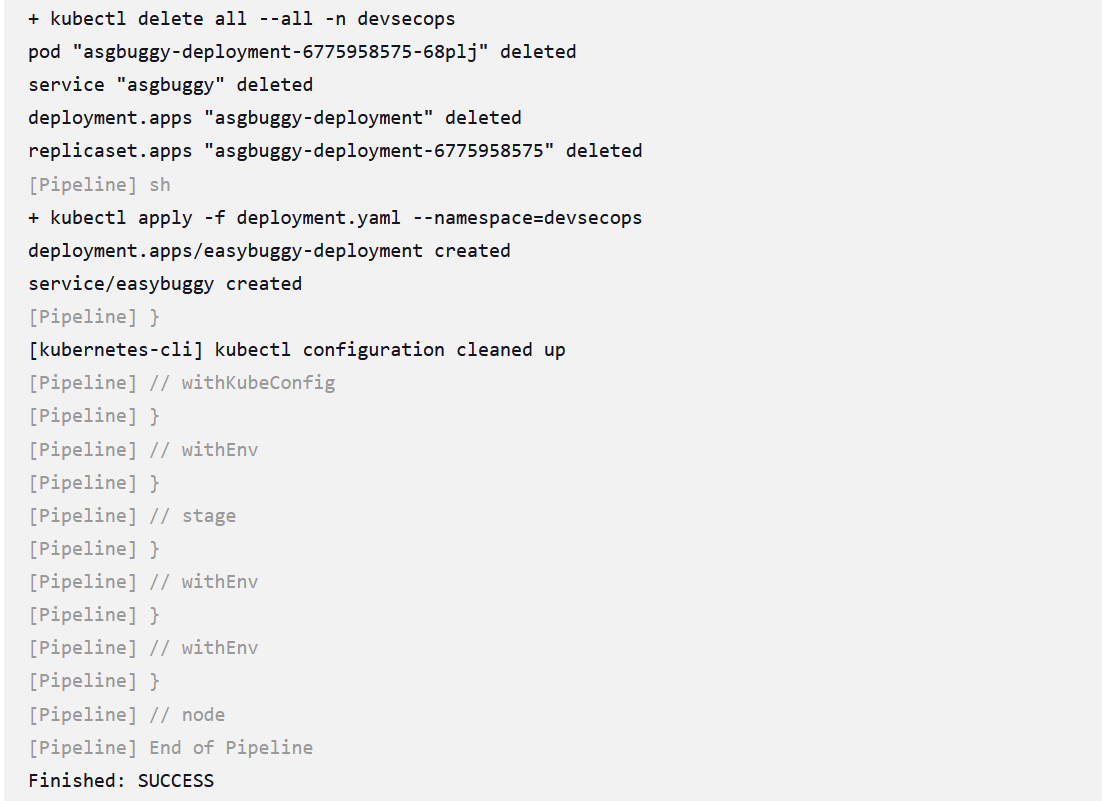 + kubectl delete all --all -n devsecops
pod "asgbuggy-deployment-6775958575-68plj" deleted
service "asgbuggy" deleted
deployment.apps "asgbuggy-deployment" deleted
replicaset.apps "asgbuggy-deployment-6775958575" deleted
[Pipeline] sh
+ kubectl apply -f deployment.yaml --namespace=devsecops
deployment.apps/easybuggy-deployment created
service/easybuggy created
[Pipeline] }
[kubernetes-cli] kubectl configuration cleaned up
[Pipeline] // withKubeConfig
[Pipeline] }
[Pipeline] // withEnv
[Pipeline] }
[Pipeline] // stage
[Pipeline] }
[Pipeline] // withEnv
[Pipeline] }
[Pipeline] // withEnv
[Pipeline] }
[Pipeline] // node
[Pipeline] End of Pipeline
Finished: SUCCESS